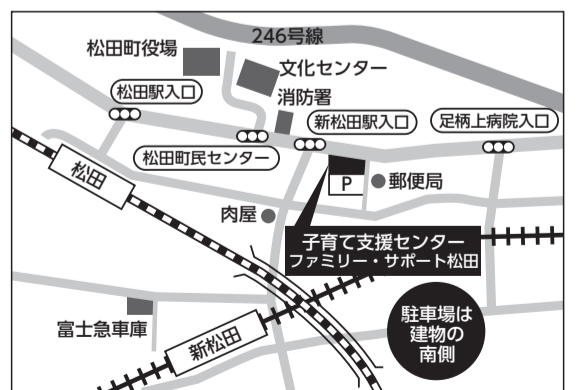 246号線
松田町役場
文化センター
松田駅入口
消防署
新松田駅入口
足柄上病院入口
松田町民センター
松田
P
郵便局
肉屋
子育て支援センター
ファミリー・サポート松田
富士急車庫
新松田
駐車場は
建物の
南側